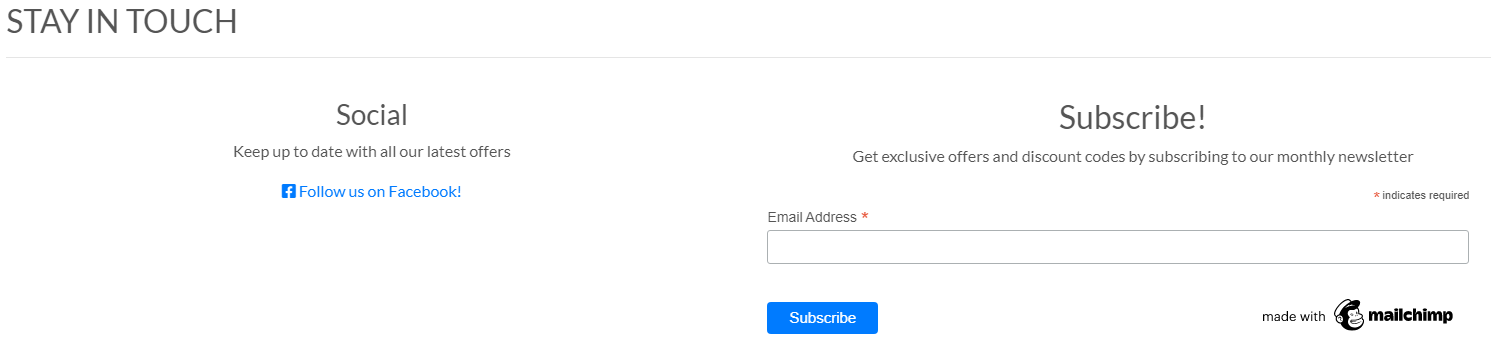 STAY IN TOUCH
Social
Keep up to date with all our latest offers
Follow us on Facebook!
Subscribe!
Get exclusive offers and discount codes by subscribing to our monthly newsletter
* indicates required
Email Address *
Subscribe
made with mailchimp